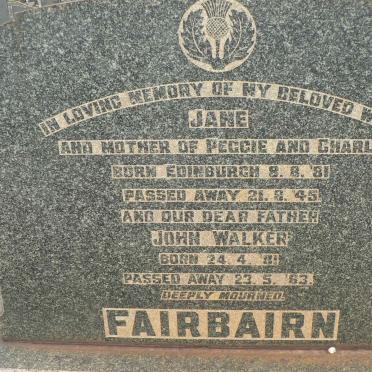 IN LOVING MEMORY OF MY BELOVED
JANE
AND MOTHER OF PEGGIE AND
BORN EDINBURGH 8. 8. '81
PASSED AWAY 21. 8. '45
AND OUR DEAR FATHER
JOHN WALKER
BORN 24. 4. '81
PASSED AWAY 23. 5. '63.
DEEPLY MOURNED.
FAIRBAIRN